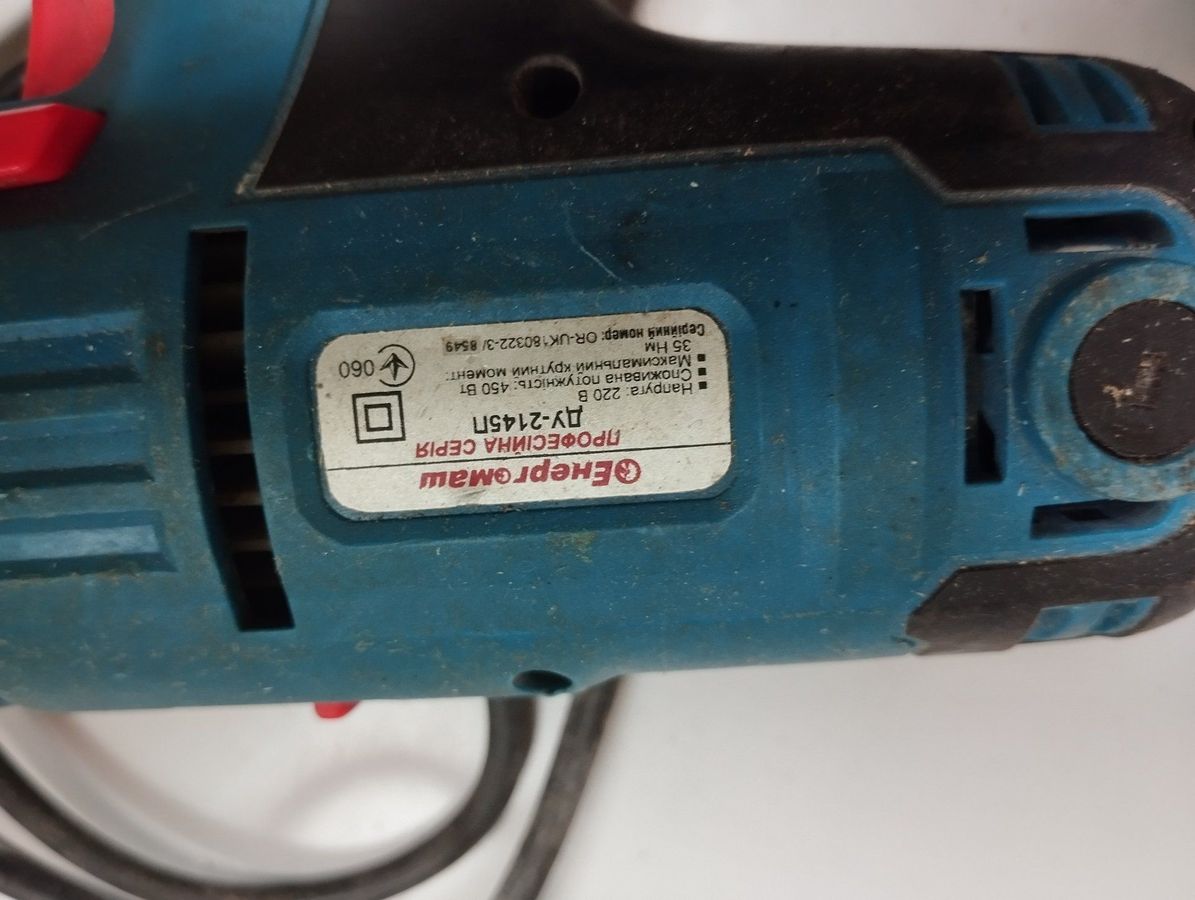 Енергомаш
ПРОФЕСІЙНА СЕРІЯ
ДУ-2145П
Напруга: 220 В
■ Споживана потужність: 450 Вт
■ Максимальний крутний момент:
■ 35 Нм
Серійний номер: OR-UK180322-3/ 8549
060